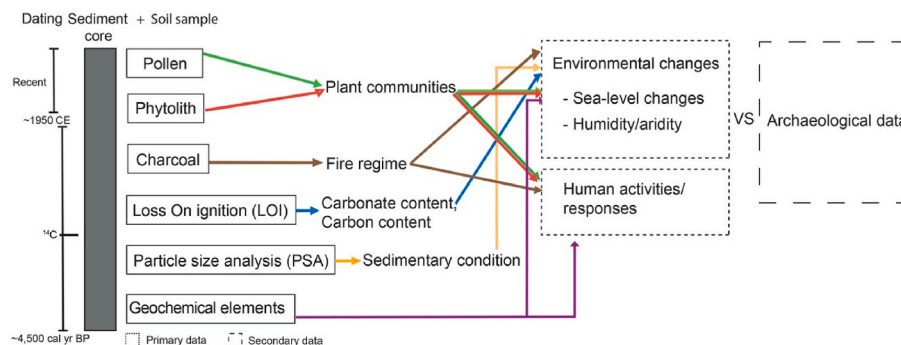 Dating Sediment + Soil sample
core
Recent
~1950 CE
14C
~4,500 cal yr BP
Pollen
Phytolith
Charcoal
Loss On ignition (LOI)
Particle size analysis (PSA)
Geochemical elements
Plant communities
Fire regime
Carbonate content,
Carbon content
Sedimentary condition
Environmental changes
- Sea-level changes
- Humidity/aridity
Human activities/
responses
VS
Archaeological data
Primary data
Secondary data